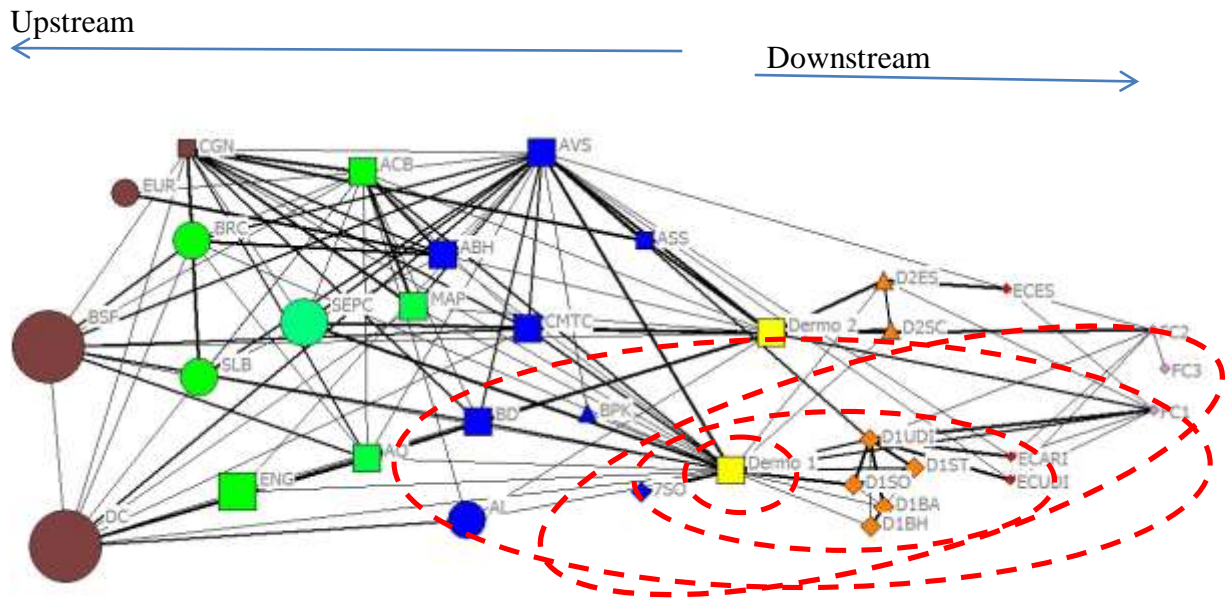 Upstream
Downstream
CGN
ACB
AVS
EUR
BRC
ABH
ASS
SEPC
MAP
D2ES
ECES
BSF
CMTC
Dermo 2
D2SC
FC2
SLB
FC3
BD
BPK
FC1
D1UDI
AQ
Dermo 1
D1ST
ECARI
ENG
D1SO
ECUDI
7SO
DC
AL
D1BA
D1BH